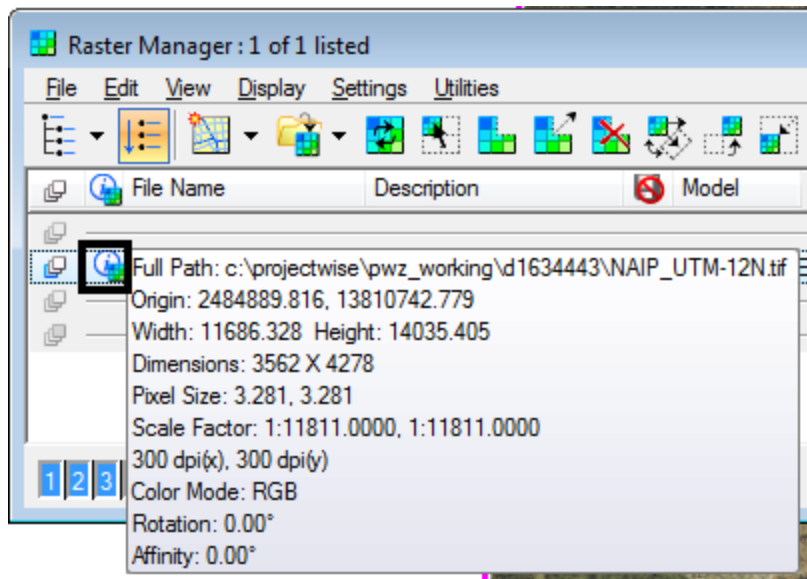 Raster Manager : 1 of 1 listed
File Edit View Display Settings Utilities
File Name Description Model
Full Path: c:\projectwise\pwz_working\d1634443\NAIP_UTM-12N.tif
Origin: 2484889.816, 13810742.779
Width: 11686.328 Height: 14035.405
Dimensions: 3562 X 4278
Pixel Size: 3.281, 3.281
Scale Factor: 1:11811.0000, 1:11811.0000
300 dpi(x), 300 dpi(y)
1 2 3
Color Mode: RGB
Rotation: 0.00°
Affinity: 0.00°